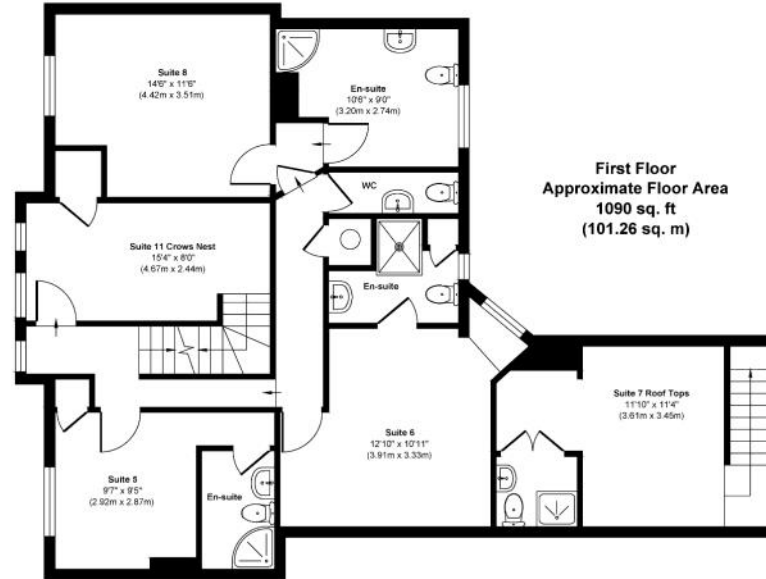 Suite 8
14'6" x 11'6"
(4.42m x 3.51m)
En-suite
10'6" x 9'0"
(3.20m x 2.74m)
First Floor
Approximate Floor Area
1090 sq. ft
(101.26 sq. m)
WC
Suite 11 Crows Nest
15'4" x 8'0"
(4.67m x 2.44m)
En-suite
Suite 7 Roof Tops
11'10" x 11'4"
(3.61m x 3.45m)
Suite 6
12'10" x 10'11"
(3.91m x 3.33m)
Suite 5
9'7" x 9'5"
(2.92m x 2.87m)
En-suite